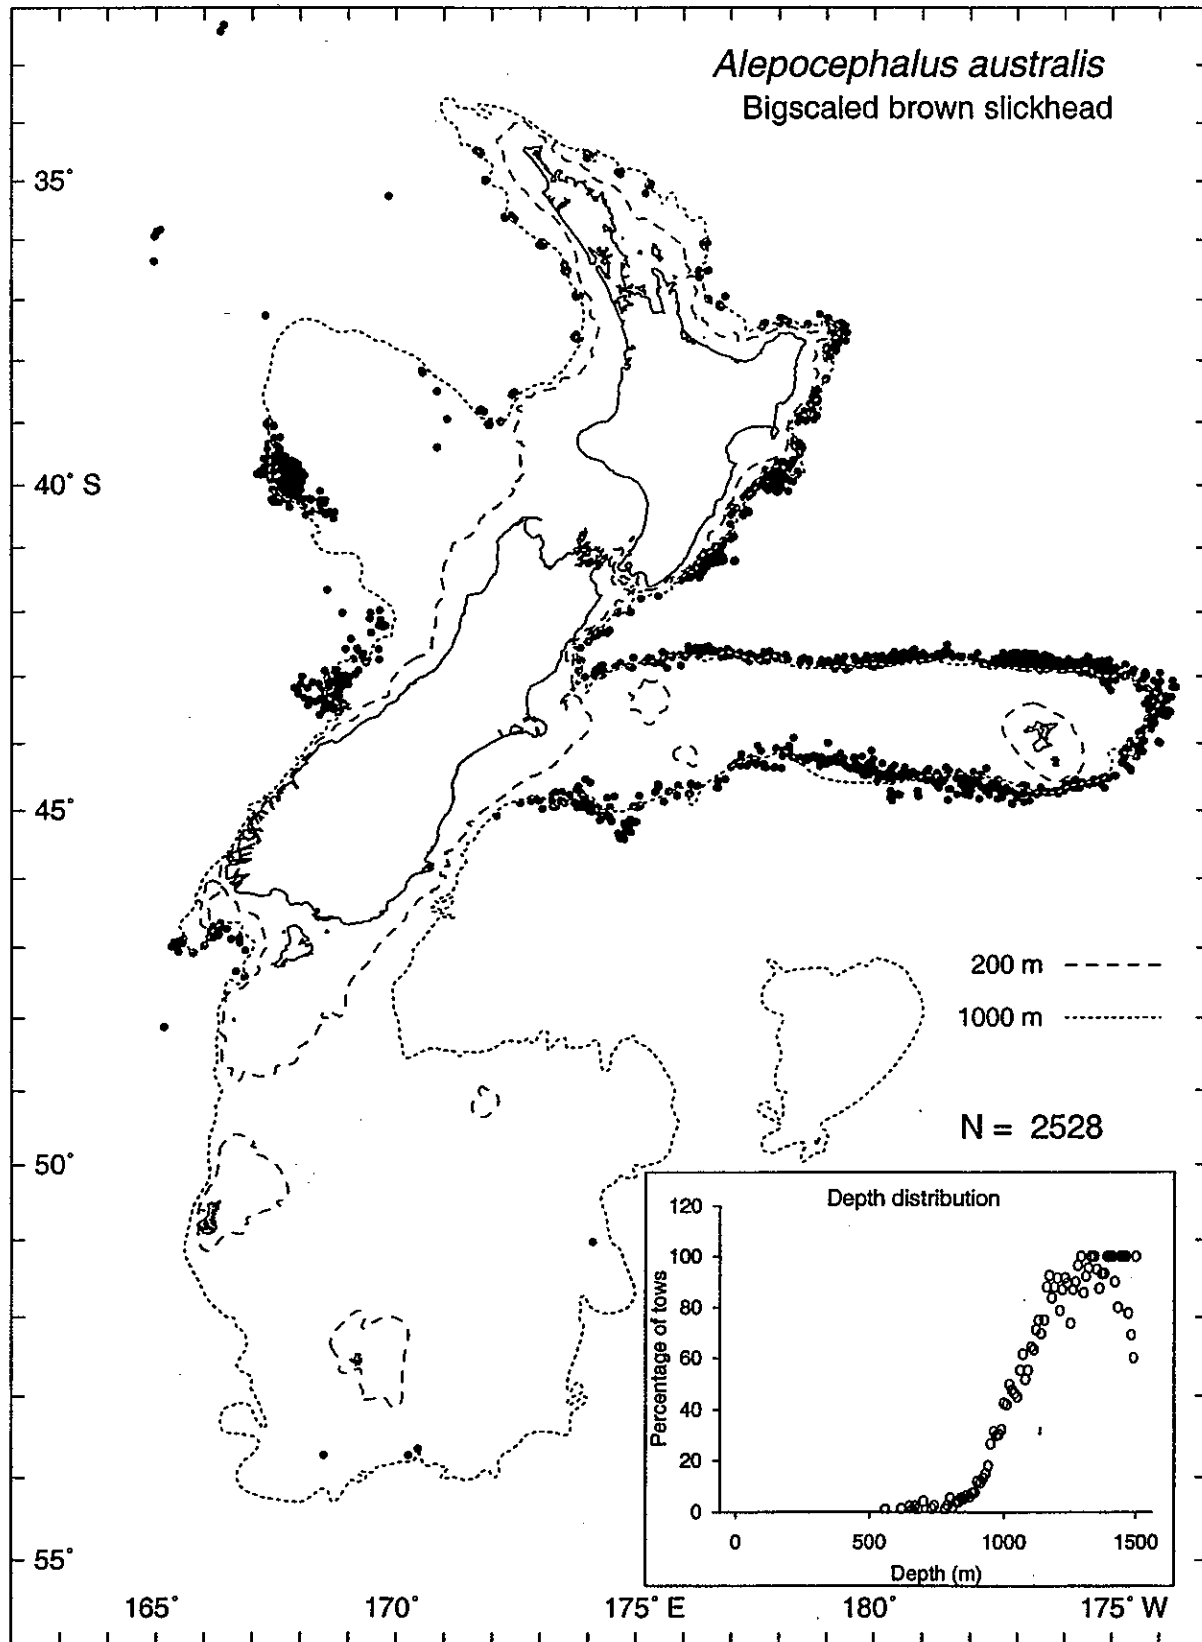 Alepocephalus australis
Bigscaled brown slickhead
35°
40° S
45°
200 m
1000 m
N = 2528
50°
Depth distribution
120
100
80
60
40
20
0
Percentage of tows
0 500 1000 1500
Depth (m)
55°
165° 170° 175° E 180° 175° W